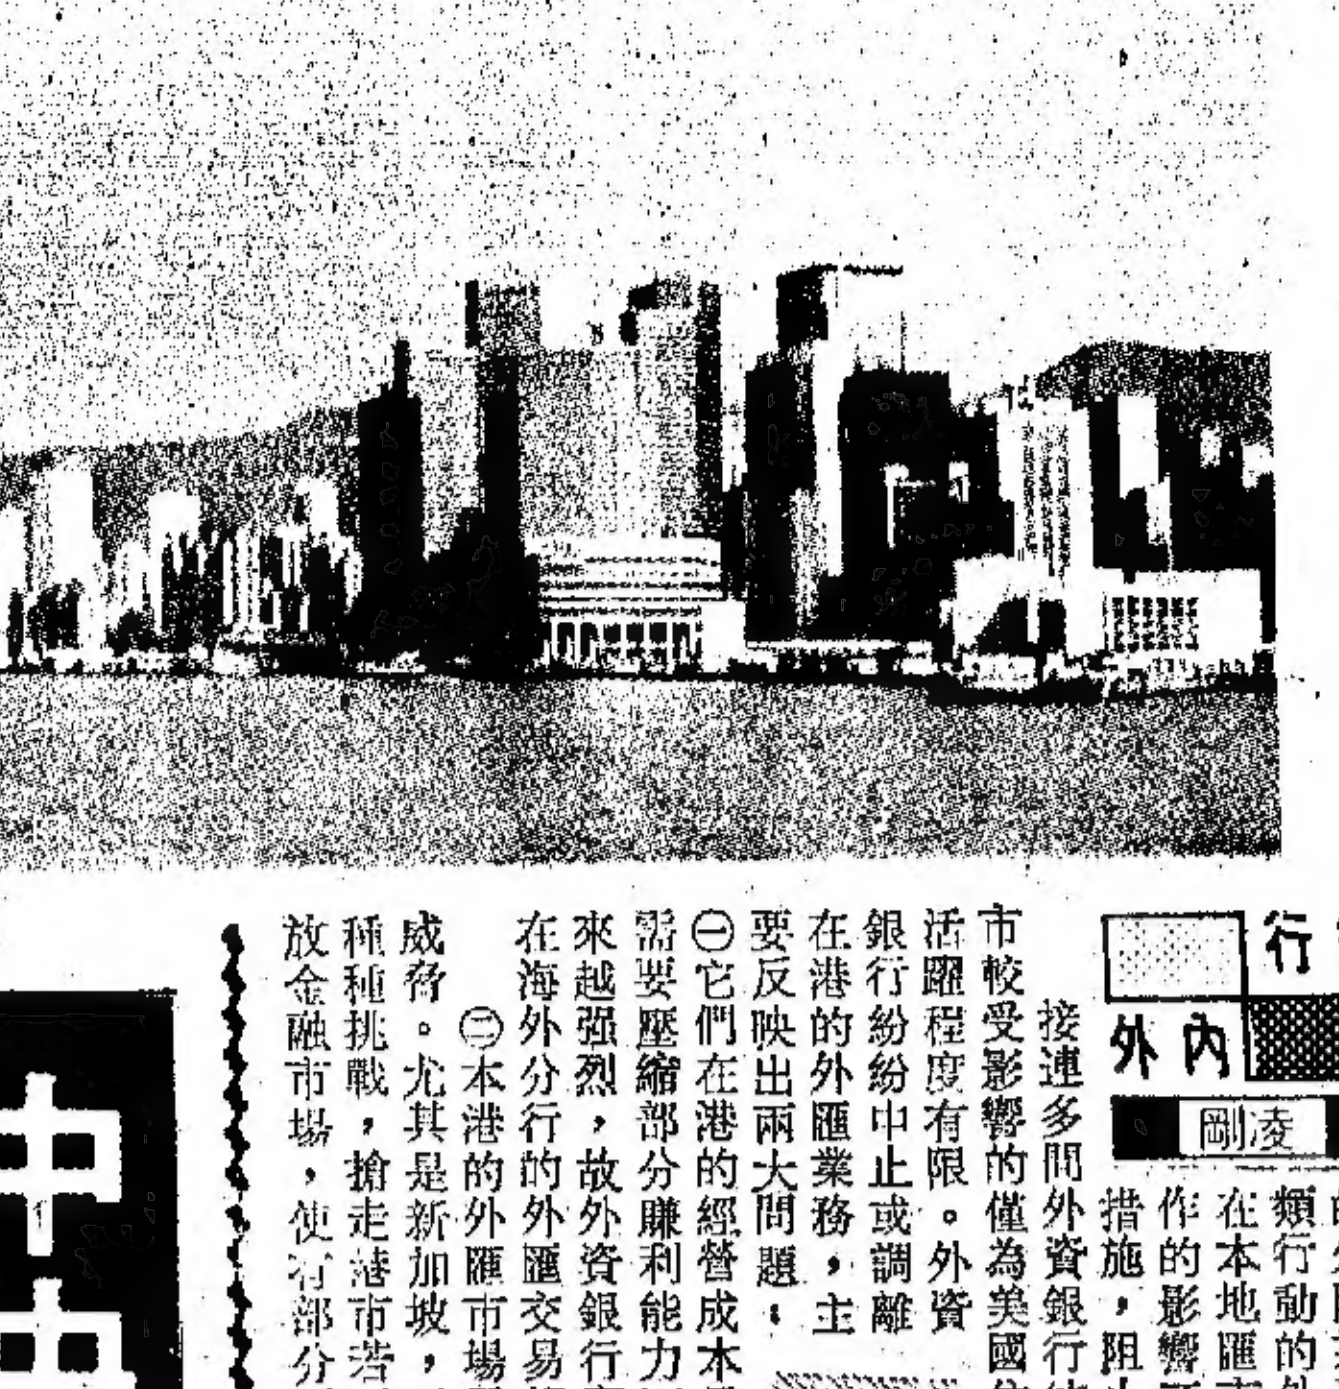 行
內外
凌剛
類行動的
在本地匯
作的影響
措施，阻
接連多間外資銀行
市較受影響的僅為美國
活躍程度有限。外資
銀行紛紛中止或調離
在港的外匯業務，主
要反映出兩大問題：
㊀它們在港的經營成本
需要壓縮部分賺利能力
來越强烈，故外資銀行
在海外分行的外匯交易
㊁本港的外匯市場
威脅。尤其是新加坡，
種種挑戰，搶走港市若
放金融市場，使有部分